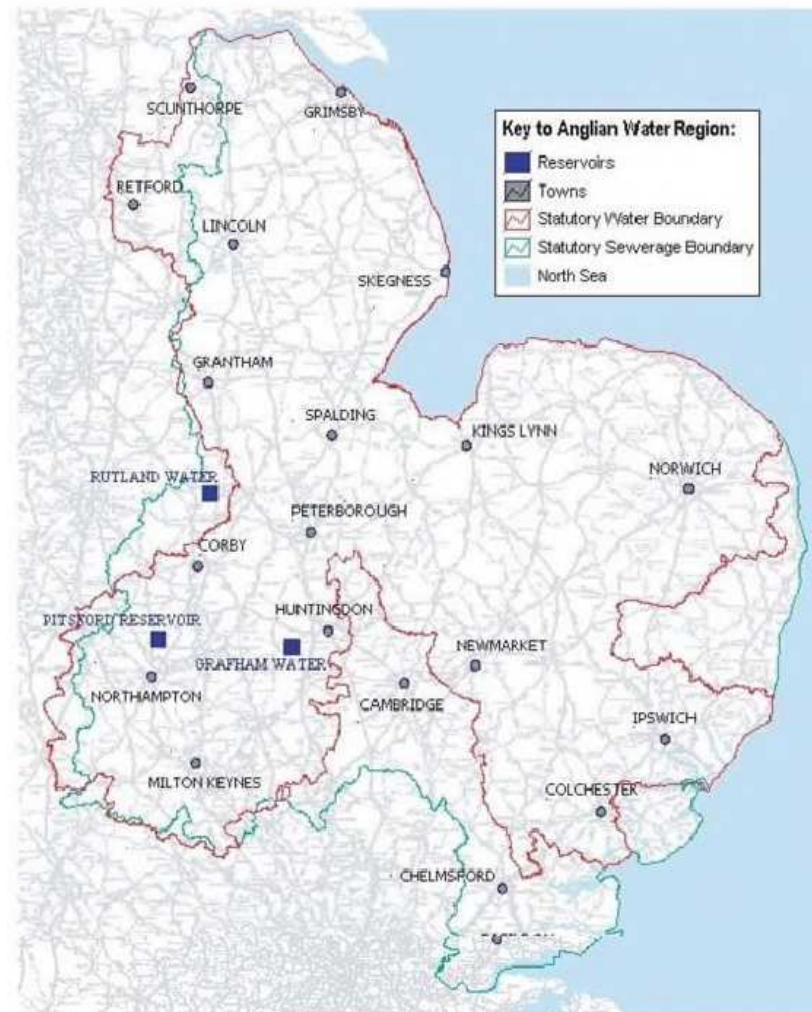 SCUNTHORPE
GRIMSBY
Key to Anglian Water Region:
Reservoirs
Towns
Statutory Water Boundary
Statutory Sewerage Boundary
North Sea
RETFORD
LINCOLN
SKEGNESS
GRANTHAM
SPALDING
KINGS LYNN
RUTLAND WATER
NORWICH
PETERBOROUGH
CORBY
HUNTINGDON
PITSFORD RESERVOIR
GRAFHAM WATER
NEWMARKET
NORTHAMPTON
CAMBRIDGE
IPSWICH
MILTON KEYNES
COLCHESTER
CHELMSFORD